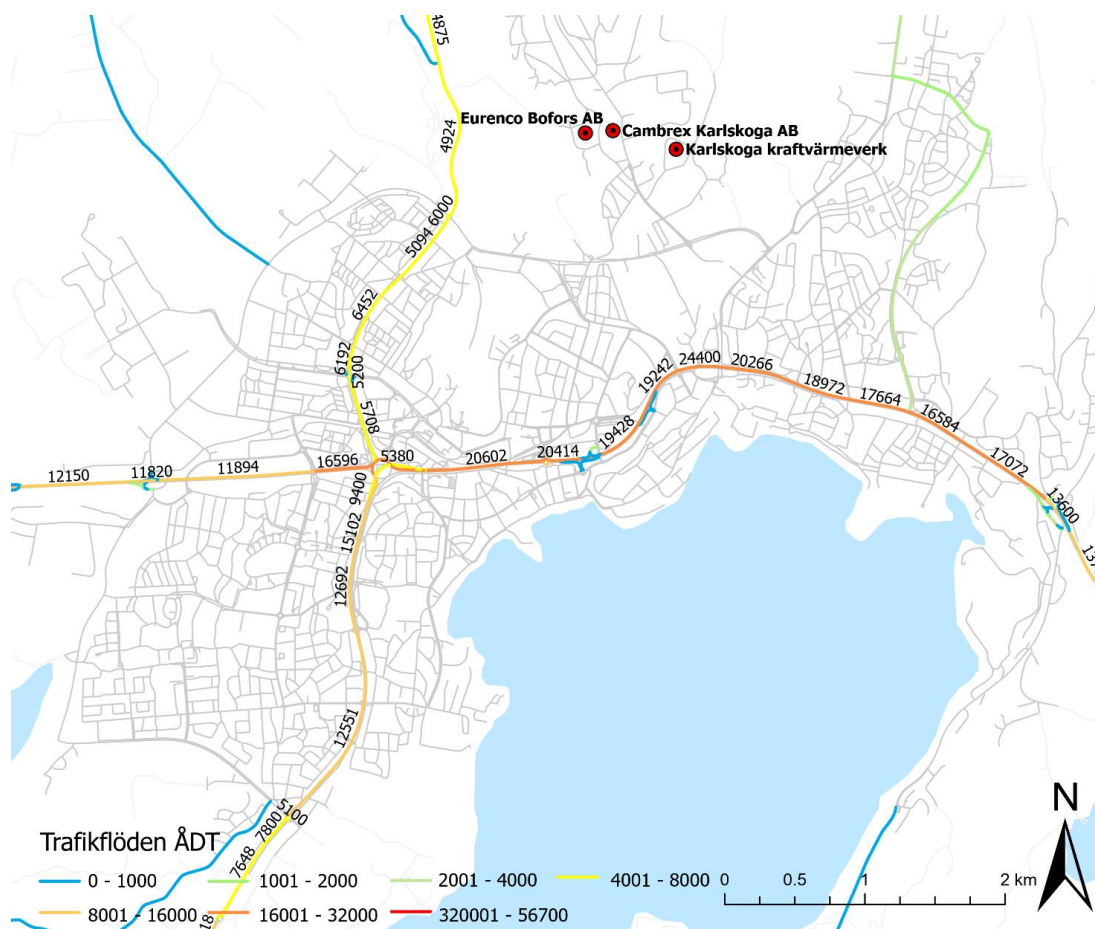 4875
Eurenco Bofors AB
Cambrex Karlskoga AB
Karlskoga kraftvärmeverk
4924
6000
5094
6452
6192
5200
5708
19242
24400
20266
18972
17664
16584
17072
13600
12150
11820
11894
16596
5380
20602
20414
19428
9400
15102
12692
12551
5100
7800
7648
18
N
Trafikflöden ÅDT
0 - 1000
1001 - 2000
2001 - 4000
4001 - 8000
8001 - 16000
16001 - 32000
320001 - 56700
0 0.5 1 2 km